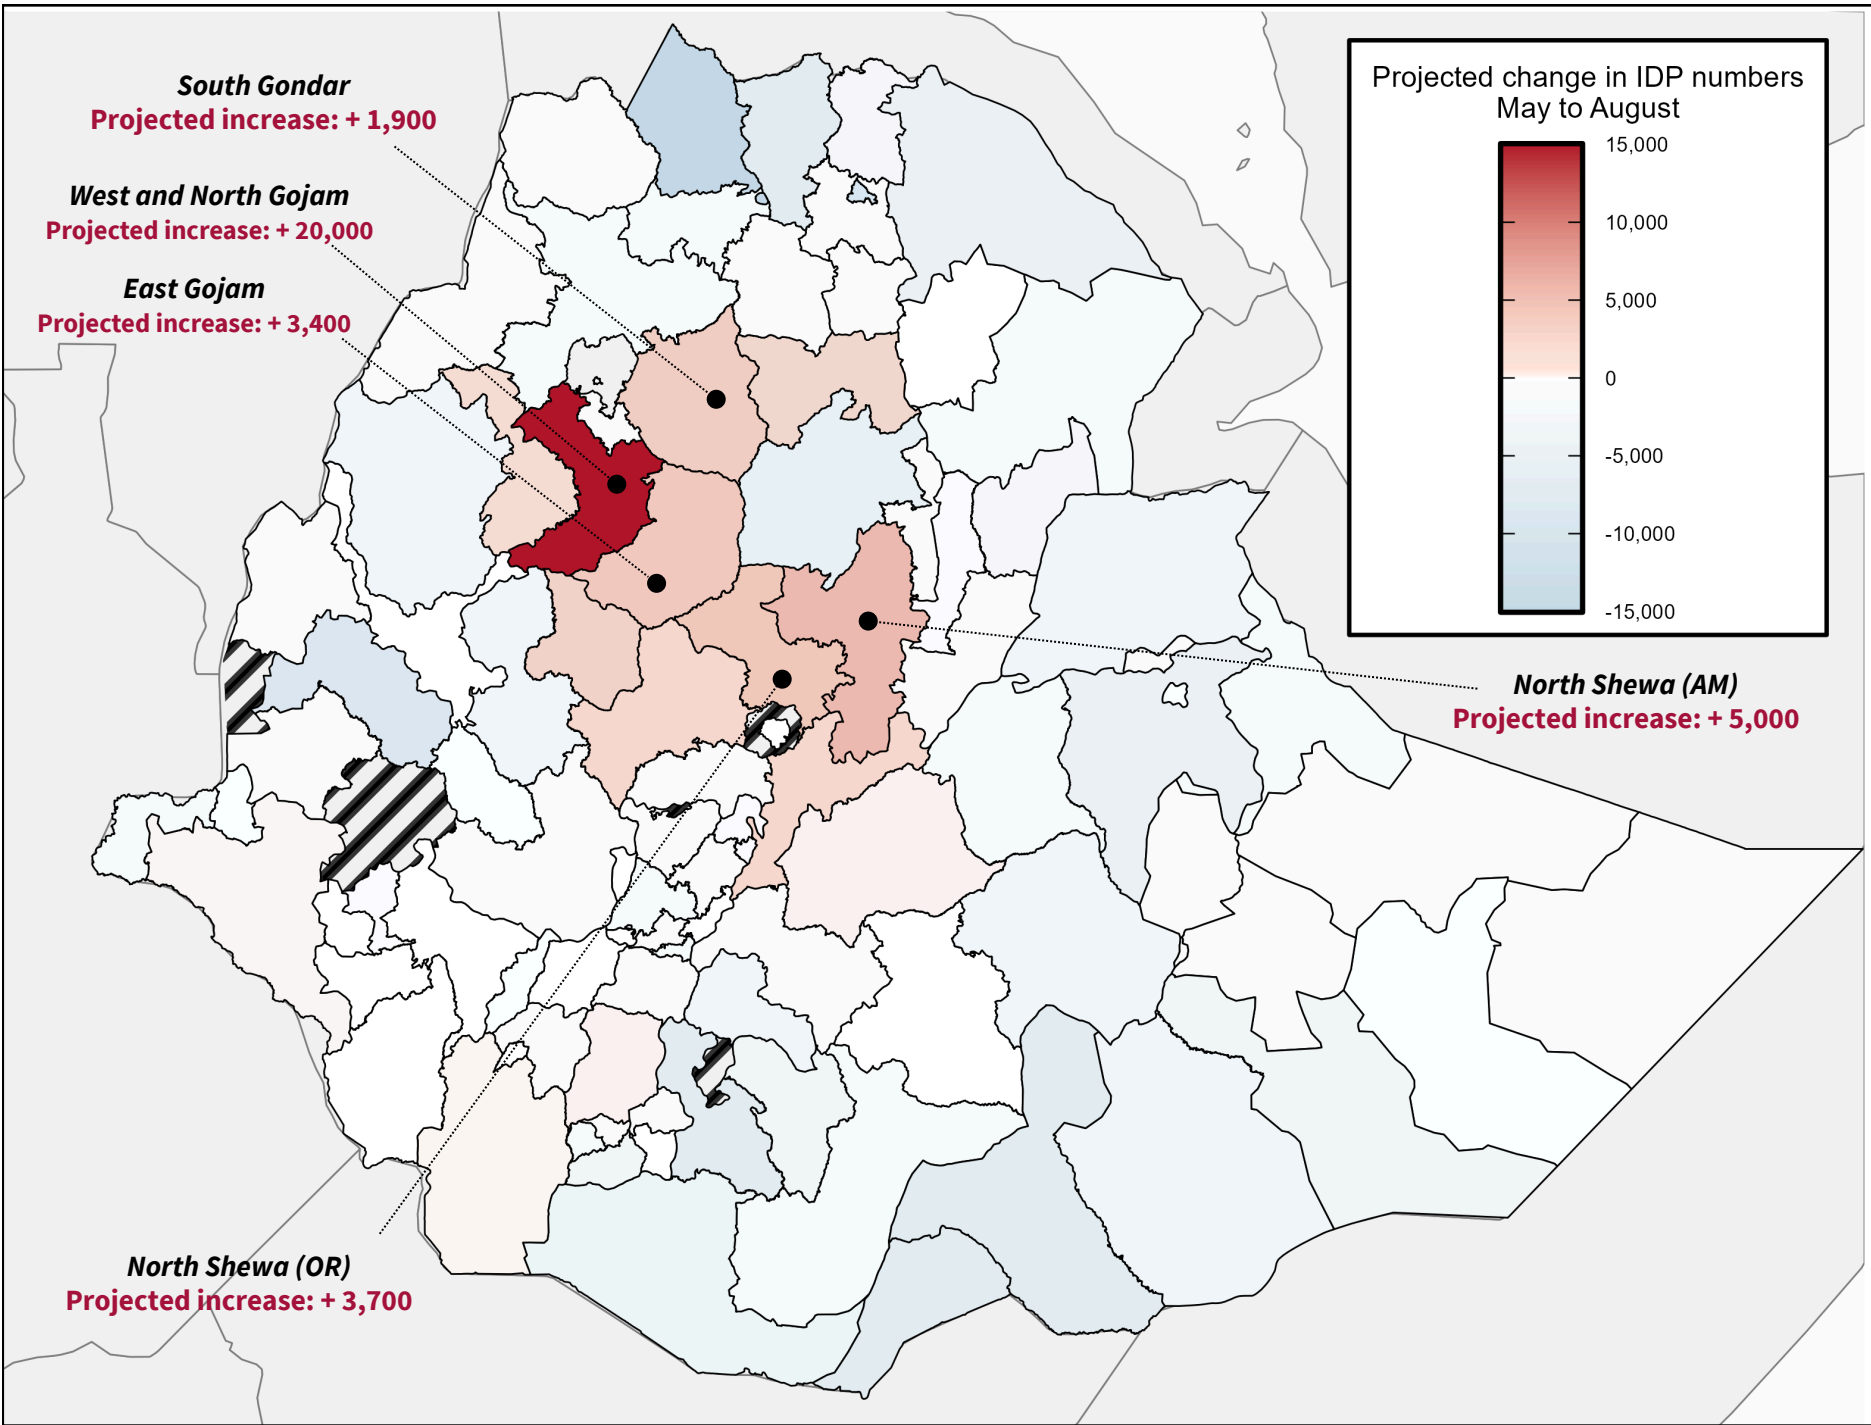 South Gondar
Projected increase: + 1,900
West and North Gojam
Projected increase: + 20,000
East Gojam
Projected increase: + 3,400
Projected change in IDP numbers
May to August
15,000
10,000
5,000
0
-5,000
-10,000
-15,000
North Shewa (AM)
Projected increase: + 5,000
North Shewa (OR)
Projected increase: + 3,700